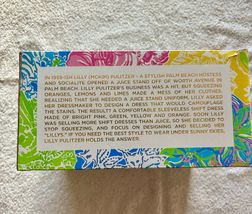 IN 1959-ISH LILLY (MCKIM) PULITZER - A STYLISH PALM BEACH HOSTESS
AND SOCIALITE OPENED A JUICE STAND OFF OF WORTH AVENUE IN
PALM BEACH. LILLY PULITZER'S BUSINESS WAS A HIT, BUT SQUEEZING
ORANGES, LEMONS AND LIMES MADE A MESS OF HER CLOTHES.
REALIZING THAT SHE NEEDED A JUICE STAND UNIFORM, LILLY ASKED
HER DRESSMAKER TO DESIGN A DRESS THAT WOULD CAMOUFLAGE
THE STAINS. THE RESULT? A COMFORTABLE SLEEVELESS SHIFT DRESS
MADE OF BRIGHT PINK, GREEN, YELLOW AND ORANGE. SOON LILLY
WAS SELLING MORE SHIFT DRESSES THAN JUICE, SO SHE DECIDED TO
STOP SQUEEZING, AND FOCUS ON DESIGNING AND SELLING HER
"LILLYS." IF YOU NEED THE BEST STYLE TO WEAR UNDER SUNNY SKIES,
LILLY PULITZER HOLDS THE ANSWER.